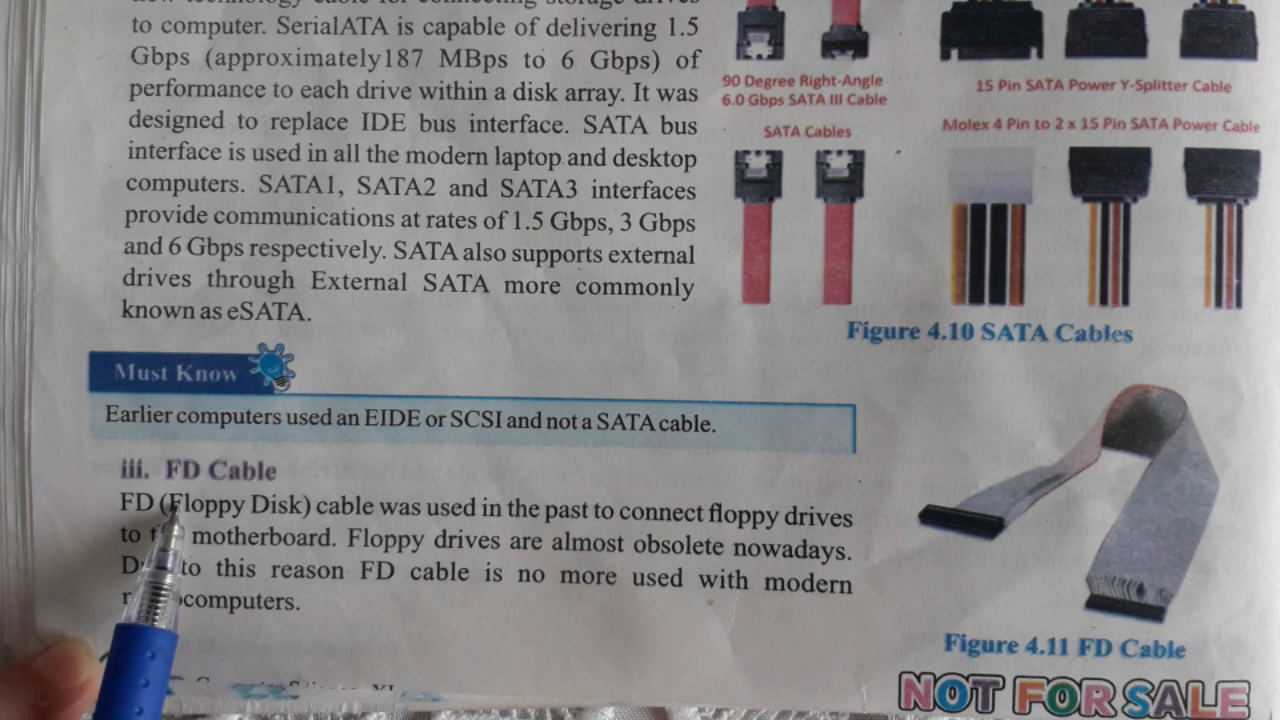 to computer. SerialATA is capable of delivering 1.5
Gbps (approximately187 MBps to 6 Gbps) of
performance to each drive within a disk array. It was
designed to replace IDE bus interface. SATA bus
interface is used in all the modern laptop and desktop
computers. SATA1, SATA2 and SATA3 interfaces
provide communications at rates of 1.5 Gbps, 3 Gbps
and 6 Gbps respectively. SATA also supports external
drives through External SATA more commonly
known as eSATA.
90 Degree Right-Angle
6.0 Gbps SATA III Cable
15 Pin SATA Power Y-Splitter Cable
SATA Cables
Molex 4 Pin to 2 x 15 Pin SATA Power Cable
Figure 4.10 SATA Cables
Must Know
Earlier computers used an EIDE or SCSI and not a SATA cable.
iii. FD Cable
FD (Floppy Disk) cable was used in the past to connect floppy drives
to motherboard. Floppy drives are almost obsolete nowadays.
to this reason FD cable is no more used with modern
computers.
Figure 4.11 FD Cable
NOT FOR SALE